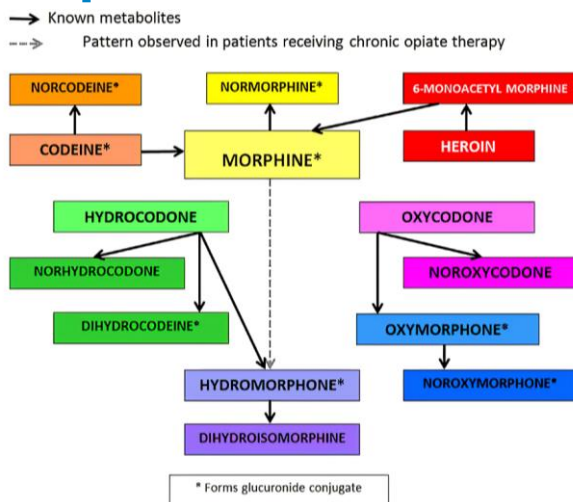 Known metabolites
Pattern observed in patients receiving chronic opiate therapy
NORCODEINE*
NORMORPHINE*
6-MONOACETYL MORPHINE
CODEINE*
MORPHINE*
HEROIN
HYDROCODONE
OXYCODONE
NORHYDROCODONE
NOROXYCODONE
DIHYDROCODEINE*
OXYMORPHONE*
HYDROMORPHONE*
NOROXYMORPHONE*
DIHYDROISOMORPHINE
* Forms glucuronide conjugate